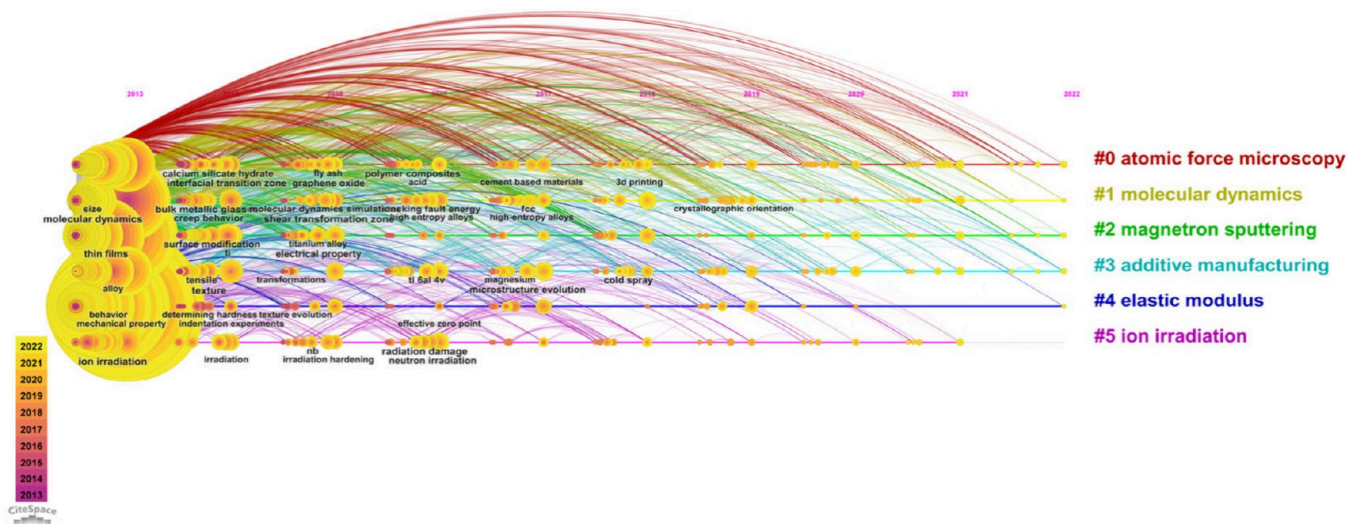 2013
2017
2018
2019
2020
2021
2022
calcium silicate hydrate
interfacial transition zone
fly ash
graphene oxide
polymer composites
acid
cement based materials
3d printing
#0 atomic force microscopy
size
molecular dynamics
bulk metallic glass
creep behavior
molecular dynamics simulation
shear transformation zone
fault energy
high entropy alloys
fcc
high-entropy alloys
crystallographic orientation
#1 molecular dynamics
thin films
surface modification
ti
titanium alloy
electrical property
#2 magnetron sputtering
alloy
tensile
texture
transformations
ti 6al 4v
magnesium
microstructure evolution
cold spray
#3 additive manufacturing
behavior
mechanical property
determining hardness
indentation experiments
texture evolution
effective zero point
#4 elastic modulus
ion irradiation
irradiation
nb
irradiation hardening
radiation damage
neutron irradiation
#5 ion irradiation
2022
2021
2020
2019
2018
2017
2016
2015
2014
2013
CiteSpace